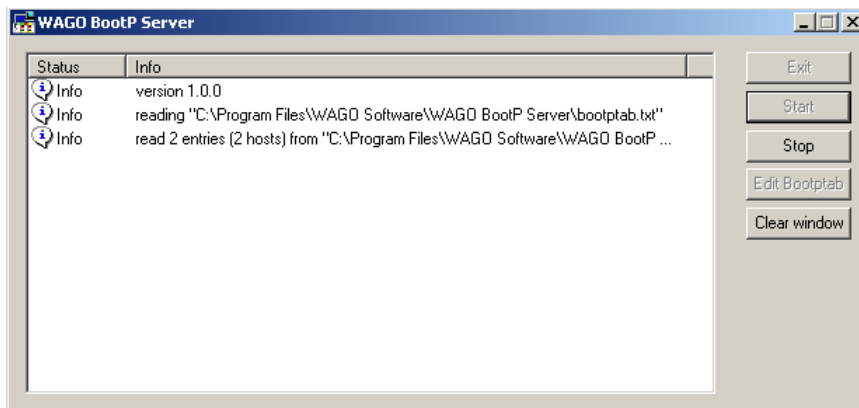 WAGO BootP Server
Status Info
Info version 1.0.0
Info reading "C:\Program Files\WAGO Software\WAGO BootP Server\bootptab.txt"
Info read 2 entries (2 hosts) from "C:\Program Files\WAGO Software\WAGO BootP ...
Exit
Start
Stop
Edit Bootptab
Clear window